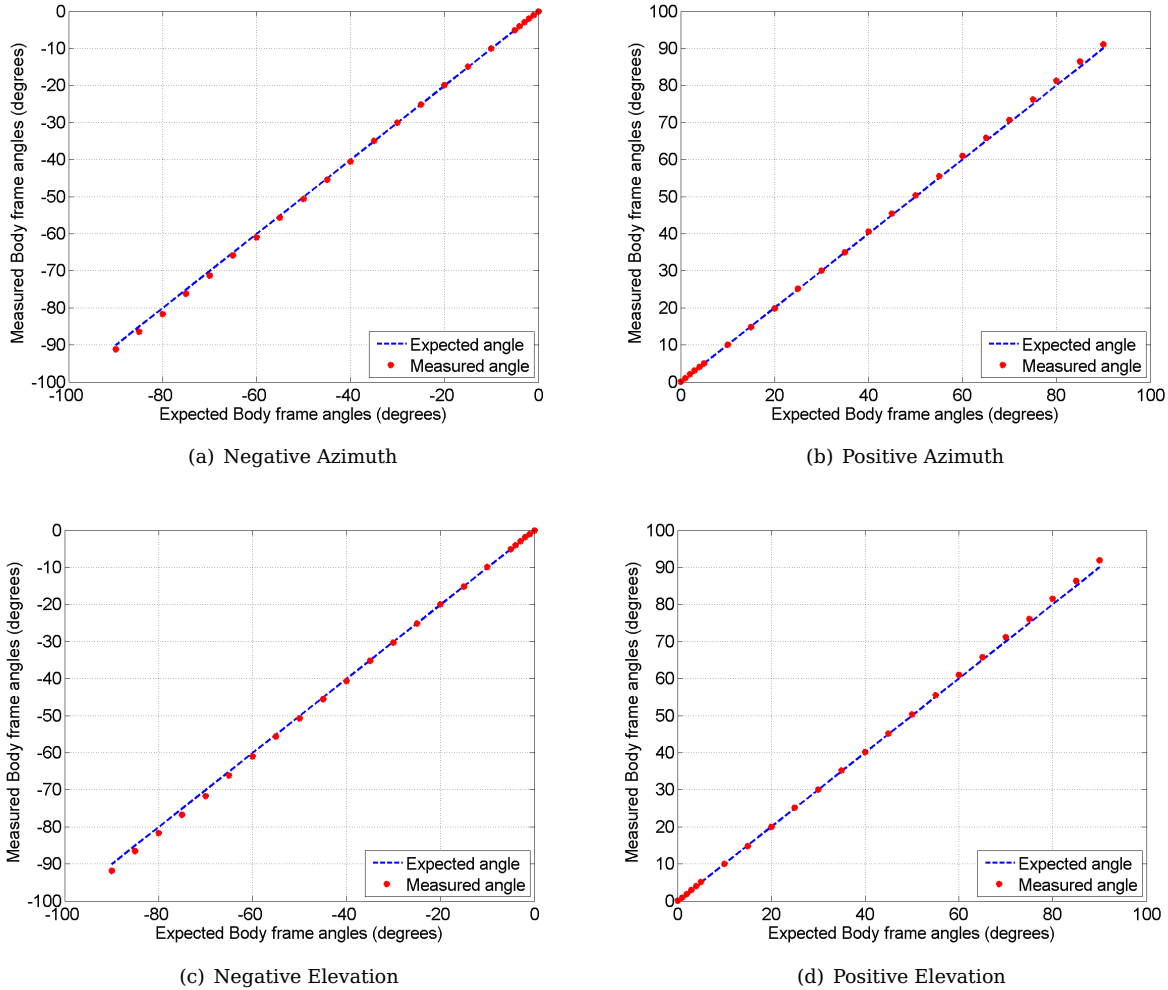 0
-10
-20
-30
-40
-50
-60
-70
-80
-90
-100
-100 -80 -60 -40 -20 0
Measured Body frame angles (degrees)
Expected Body frame angles (degrees)
Expected angle
Measured angle
(a) Negative Azimuth
100
90
80
70
60
50
40
30
20
10
0
0 20 40 60 80 100
Measured Body frame angles (degrees)
Expected Body frame angles (degrees)
Expected angle
Measured angle
(b) Positive Azimuth
0
-10
-20
-30
-40
-50
-60
-70
-80
-90
-100
-100 -80 -60 -40 -20 0
Measured Body frame angles (degrees)
Expected Body frame angles (degrees)
Expected angle
Measured angle
(c) Negative Elevation
100
90
80
70
60
50
40
30
20
10
0
0 20 40 60 80 100
Measured Body frame angles (degrees)
Expected Body frame angles (degrees)
Expected angle
Measured angle
(d) Positive Elevation